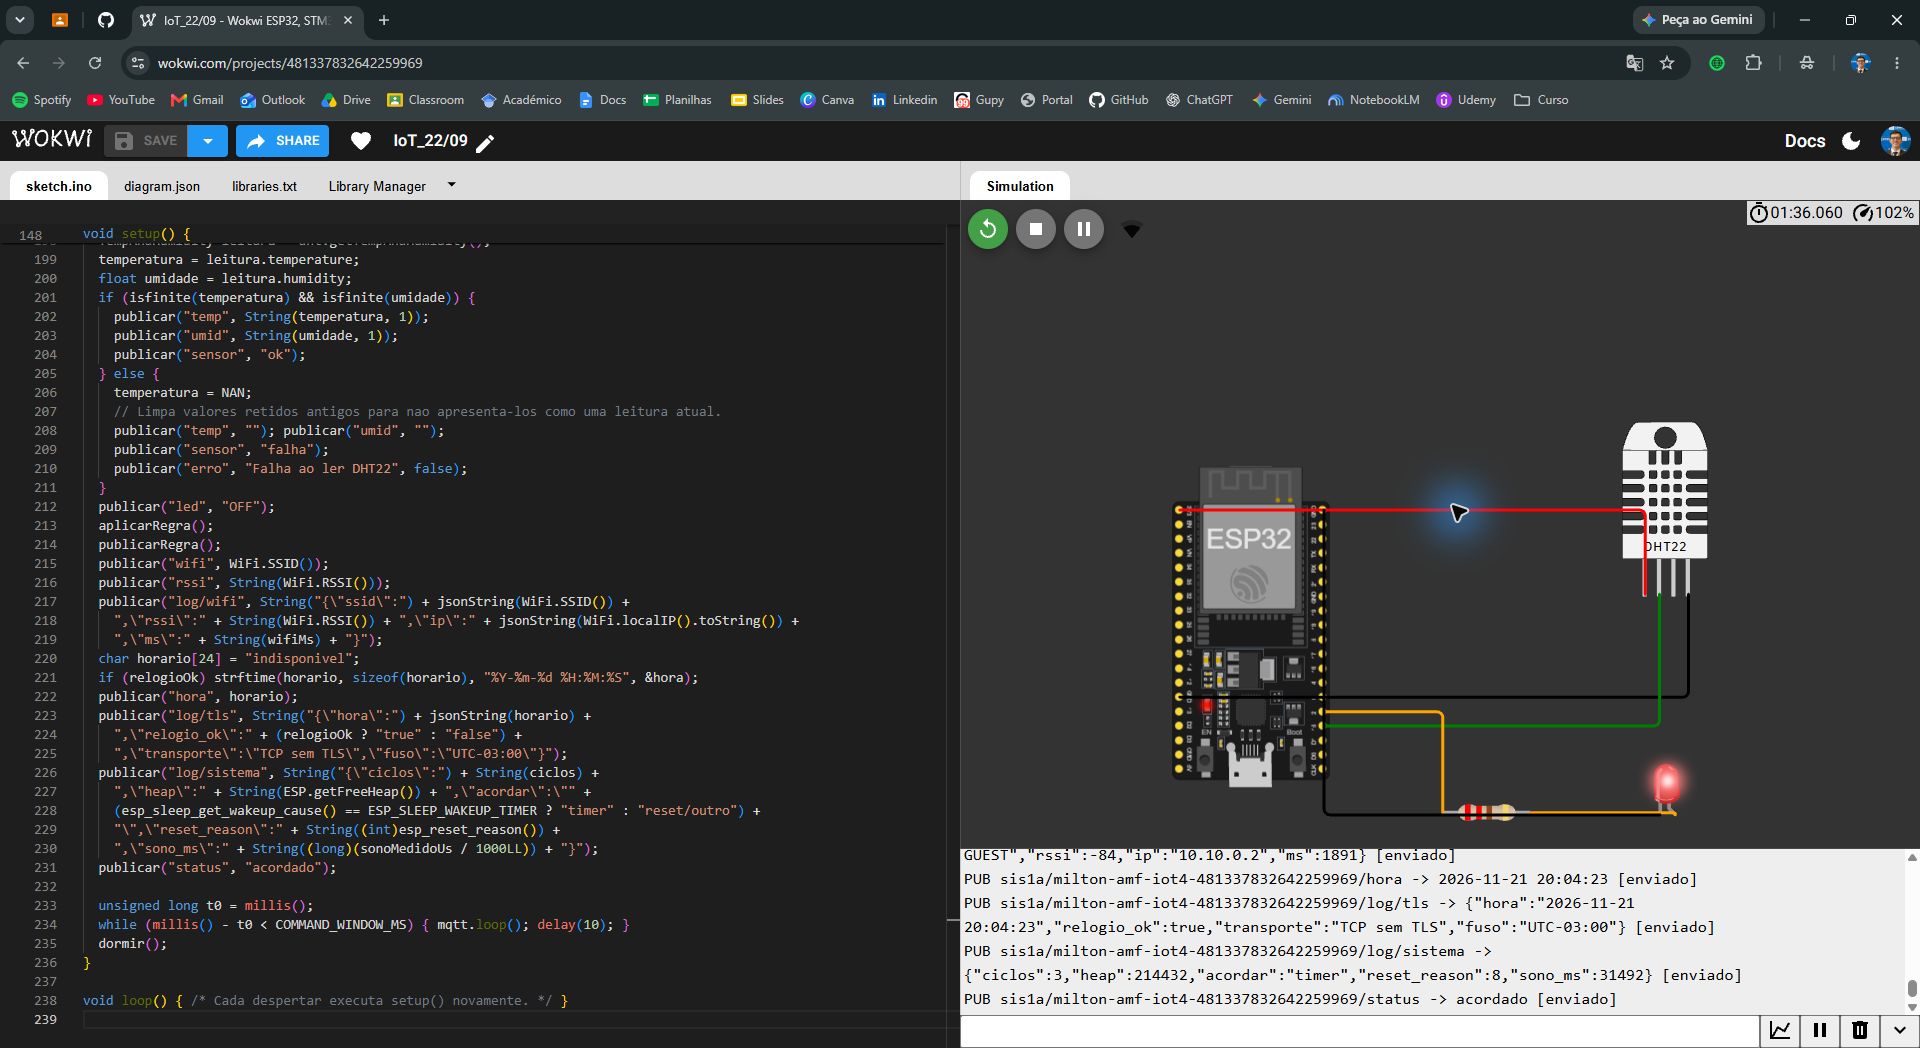 IoT_22/09 - Wokwi ESP32, STM
Peça ao Gemini
wokwi.com/projects/481337832642259969
Spotify YouTube Gmail Outlook Drive Classroom Acadêmico Docs Planilhas Slides Canva Linkedin Gupy Portal GitHub ChatGPT Gemini NotebookLM Udemy Curso
WOKWI SAVE SHARE IoT_22/09 Docs
sketch.ino diagram.json libraries.txt Library Manager
Simulation
01:36.060 102%
148 void setup() {
199 temperatura = leitura.temperature;
200 float umidade = leitura.humidity;
201 if (isfinite(temperatura) && isfinite(umidade)) {
202 publicar("temp", String(temperatura, 1));
203 publicar("umid", String(umidade, 1));
204 publicar("sensor", "ok");
205 } else {
206 temperatura = NAN;
207 // Limpa valores retidos antigos para nao apresenta-los como uma leitura atual.
208 publicar("temp", ""); publicar("umid", "");
209 publicar("sensor", "falha");
210 publicar("erro", "Falha ao ler DHT22", false);
211 }
212 publicar("led", "OFF");
213 aplicarRegra();
214 publicarRegra();
215 publicar("wifi", WiFi.SSID());
216 publicar("rssi", String(WiFi.RSSI()));
217 publicar("log/wifi", String("{\"ssid\":") + jsonString(WiFi.SSID()) +
218 ",\"rssi\":" + String(WiFi.RSSI()) + ",\"ip\":" + jsonString(WiFi.localIP().toString()) +
219 ",\"ms\":" + String(wifiMs) + "}");
220 char horario[24] = "indisponivel";
221 if (relogioOk) strftime(horario, sizeof(horario), "%Y-%m-%d %H:%M:%S", &hora);
222 publicar("hora", horario);
223 publicar("log/tls", String("{\"hora\":") + jsonString(horario) +
224 ",\"relogio_ok\":" + (relogioOk ? "true" : "false") +
225 ",\"transporte\":\"TCP sem TLS\",\"fuso\":\"UTC-03:00\"}");
226 publicar("log/sistema", String("{\"ciclos\":") + String(ciclos) +
227 ",\"heap\":" + String(ESP.getFreeHeap()) + ",\"acordar\":\"" +
228 (esp_sleep_get_wakeup_cause() == ESP_SLEEP_WAKEUP_TIMER ? "timer" : "reset/outro") +
229 "\",\"reset_reason\":" + String((int)esp_reset_reason()) +
230 ",\"sono_ms\":" + String((long)(sonoMedidoUs / 1000LL)) + "}");
231 publicar("status", "acordado");
232
233 unsigned long t0 = millis();
234 while (millis() - t0 < COMMAND_WINDOW_MS) { mqtt.loop(); delay(10); }
235 dormir();
236 }
237
238 void loop() { /* Cada despertar executa setup() novamente. */ }
239
ESP32
EN
Boot
DHT22
GUEST","rssi":-84,"ip":"10.10.0.2","ms":1891} [enviado]
PUB sis1a/milton-amf-iot4-481337832642259969/hora -> 2026-11-21 20:04:23 [enviado]
PUB sis1a/milton-amf-iot4-481337832642259969/log/tls -> {"hora":"2026-11-21
20:04:23","relogio_ok":true,"transporte":"TCP sem TLS","fuso":"UTC-03:00"} [enviado]
PUB sis1a/milton-amf-iot4-481337832642259969/log/sistema ->
{"ciclos":3,"heap":214432,"acordar":"timer","reset_reason":8,"sono_ms":31492} [enviado]
PUB sis1a/milton-amf-iot4-481337832642259969/status -> acordado [enviado]